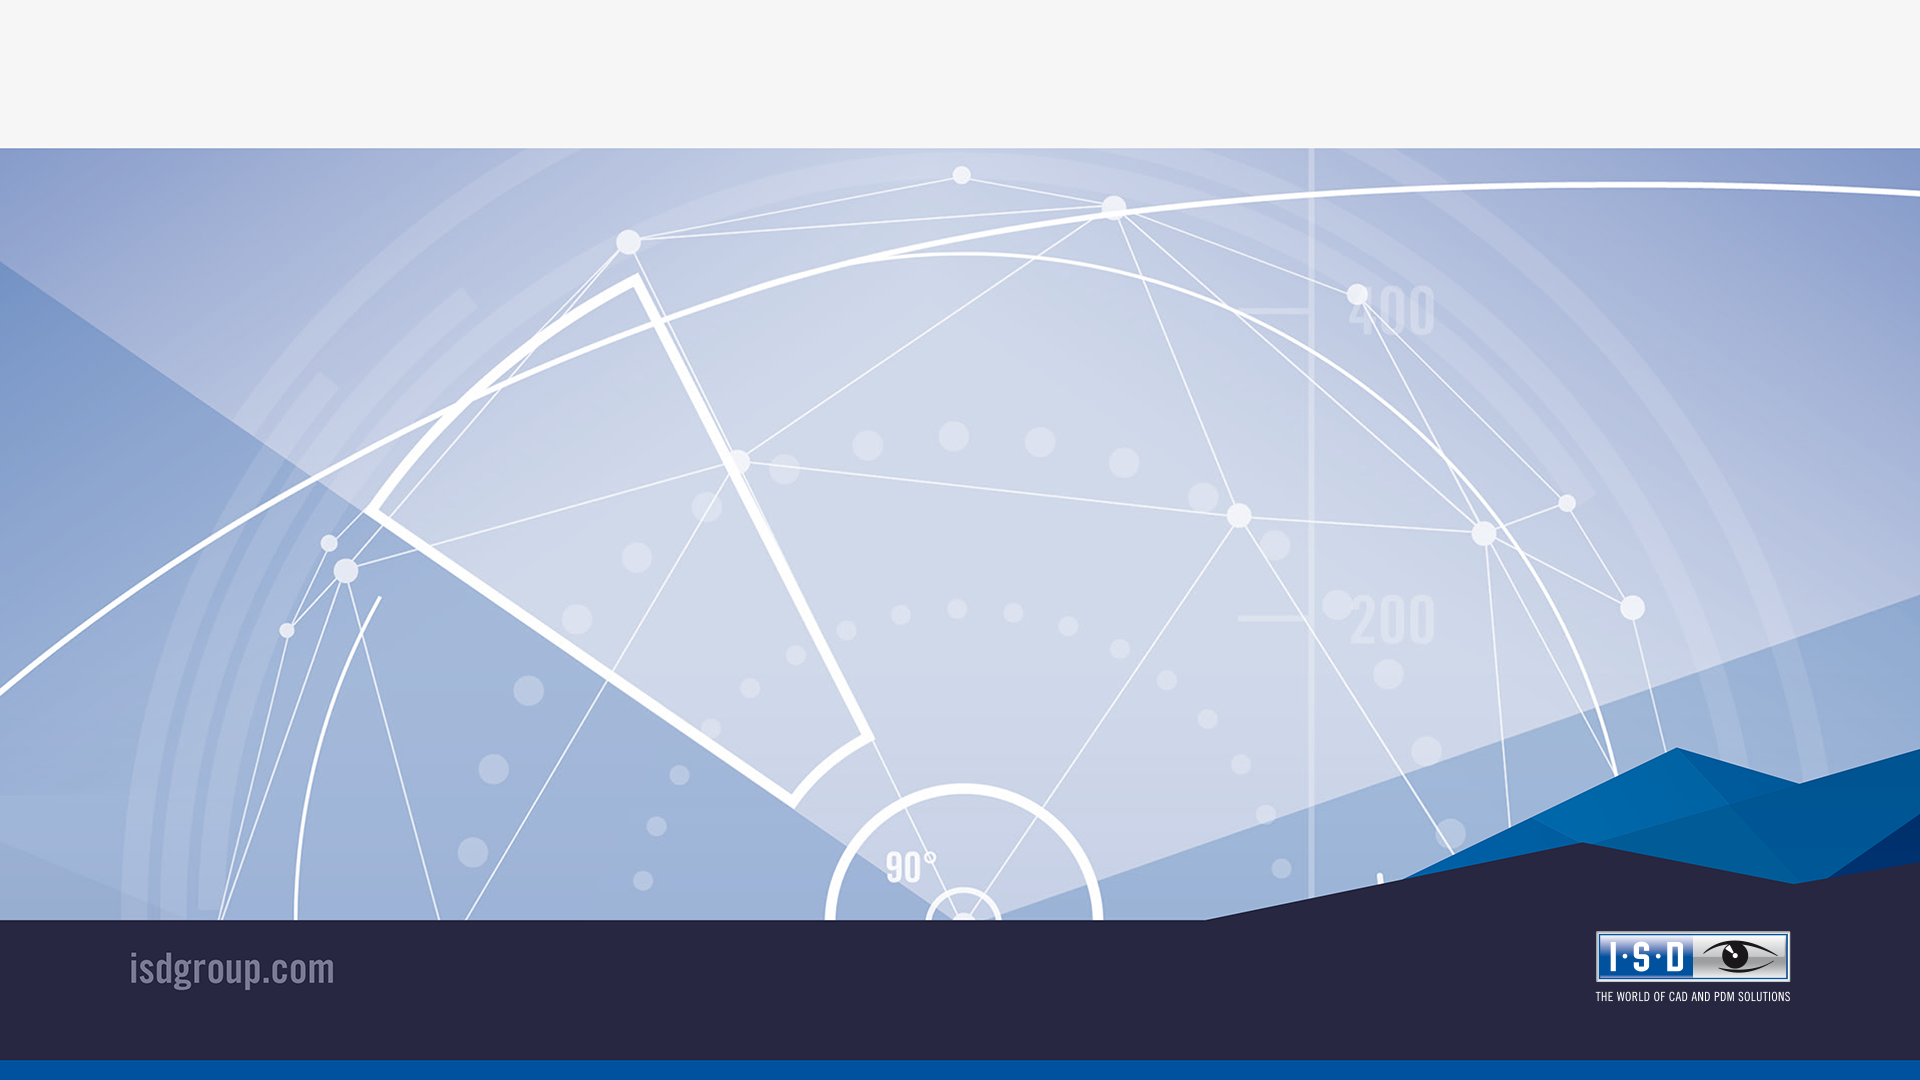 400
200
90°
isdgroup.com
I·S·D
THE WORLD OF CAD AND PDM SOLUTIONS